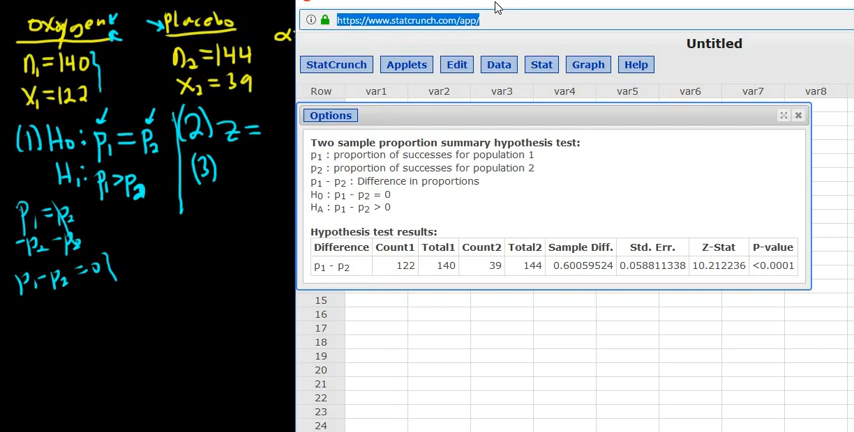 oxygen
n₁=140
x₁=122
placebo
n₂=144
x₂=39
α
(1) H₀: p₁ = p₂
H₁: p₁>p₂
p₁=p₂
-p₂ -p₂
p₁-p₂=0
(2) z=
(3)
https://www.statcrunch.com/app/
Untitled
StatCrunch Applets Edit Data Stat Graph Help
Row var1 var2 var3 var4 var5 var6 var7 var8
Options
Two sample proportion summary hypothesis test:
p₁ : proportion of successes for population 1
p₂ : proportion of successes for population 2
p₁ - p₂ : Difference in proportions
H₀ : p₁ - p₂ = 0
Hₐ : p₁ - p₂ > 0
Hypothesis test results:
Difference Count1 Total1 Count2 Total2 Sample Diff. Std. Err. Z-Stat P-value
p₁ - p₂ 122 140 39 144 0.60059524 0.058811338 10.212236 <0.0001
15
16
17
18
19
20
21
22
23
24